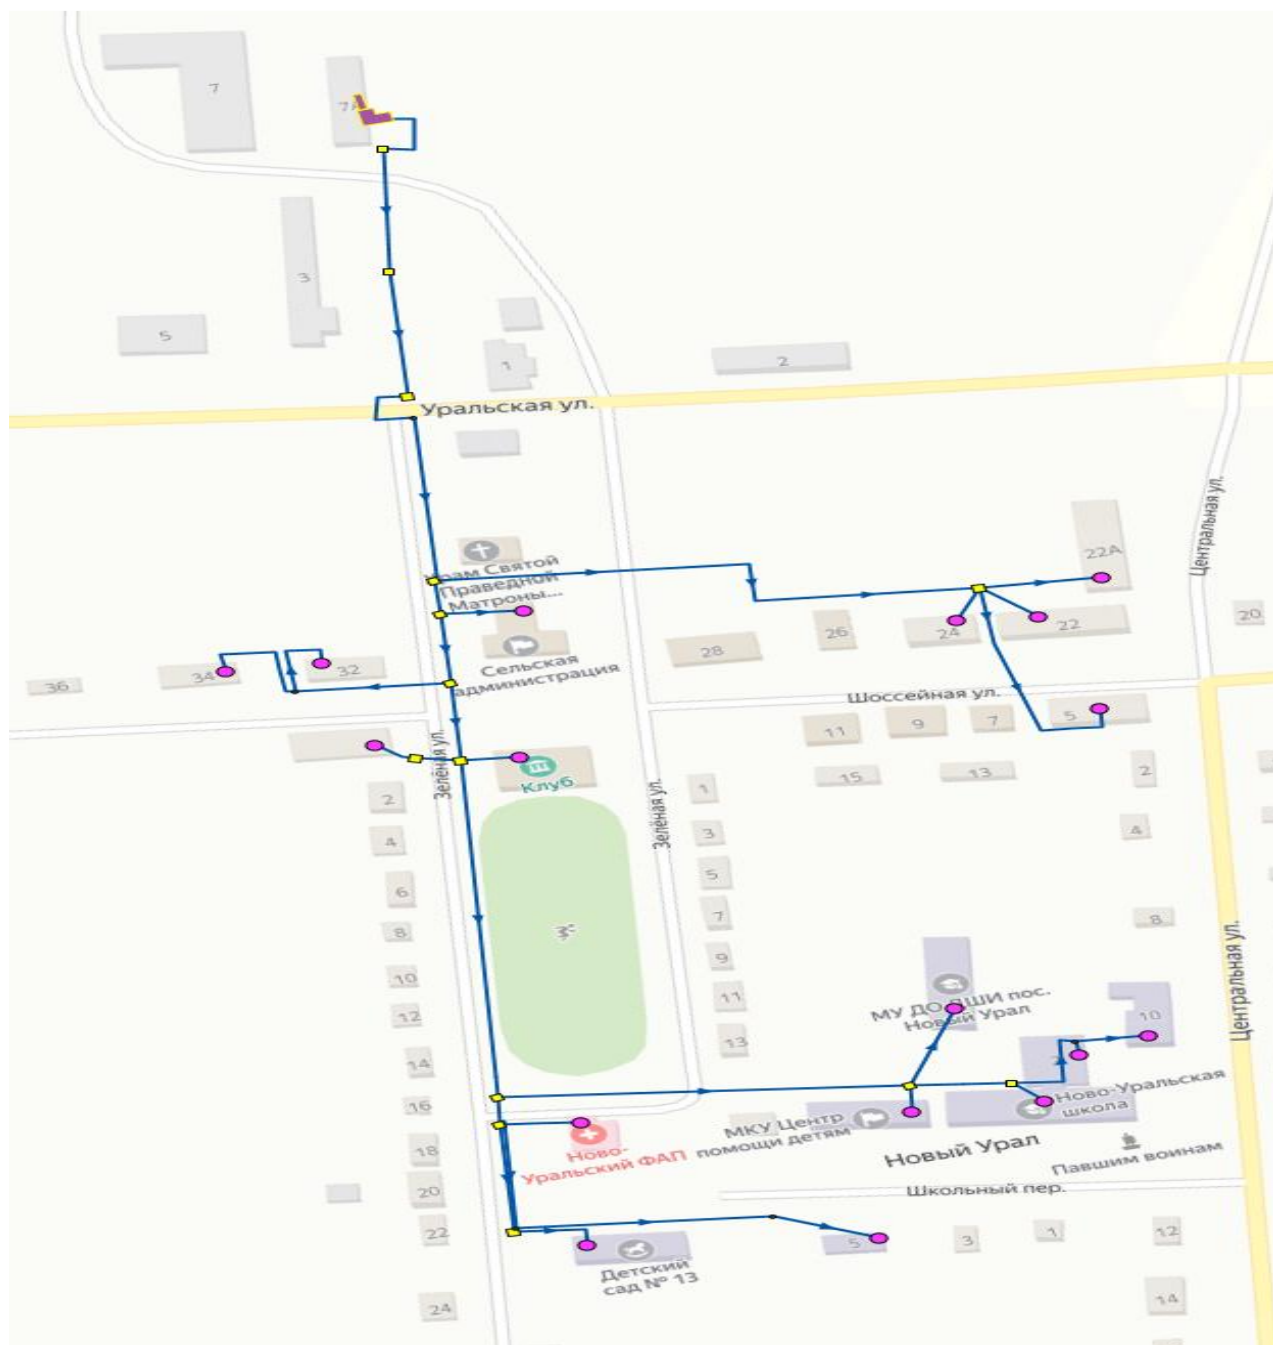 7
7А
3
5
1
2
Уральская ул.
Центральная ул.
Храм Святой
Праведной
Матроны...
22А
20
22
24
26
28
Сельская
администрация
36
34
32
Шоссейная ул.
5
7
9
11
Зелёная ул.
Клуб
Зелёная ул.
15
13
2
1
2
4
3
4
6
5
8
7
8
9
10
11
12
13
14
16
18
20
22
24
МУ ДО ДШИ пос.
Новый Урал
10
Центральная ул.
Ново-Уральская
школа
МКУ Центр
помощи детям
Ново-
Уральский ФАП
Новый Урал
Павшим воинам
Школьный пер.
5
3
1
12
Детский
сад № 13
14